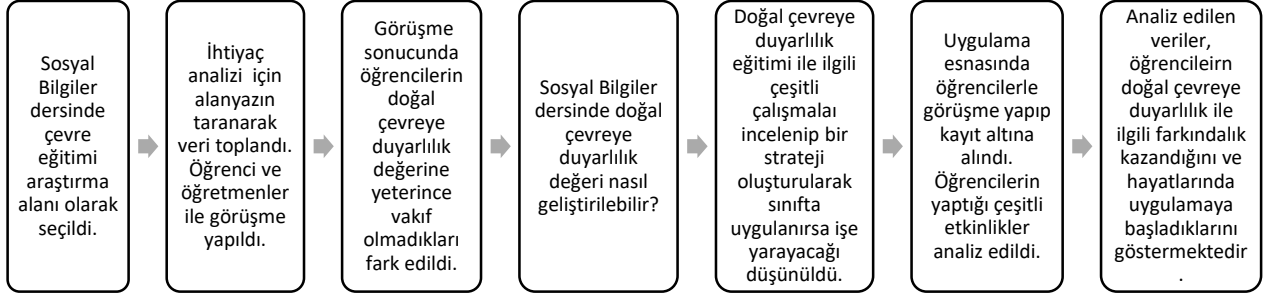 Sosyal
Bilgiler
dersinde
çevre
eğitimi
araştırma
alanı olarak
seçildi.
İhtiyaç
analizi için
alanyazın
taranarak
veri toplandı.
Öğrenci ve
öğretmenler
ile görüşme
yapıldı.
Görüşme
sonucunda
öğrencilerin
doğal
çevreye
duyarlılık
değerine
yeterince
vakıf
olmadıkları
fark edildi.
Sosyal Bilgiler
dersinde doğal
çevreye
duyarlılık
değeri nasıl
geliştirilebilir?
Doğal çevreye
duyarlılık
eğitimi ile ilgili
çeşitli
çalışmalaı
incelenip bir
strateji
oluşturularak
sınıfta
uygulanırsa işe
yarayacağı
düşünüldü.
Uygulama
esnasında
öğrencilerle
görüşme yapıp
kayıt altına
alındı.
Öğrencilerin
yaptığı çeşitli
etkinlikler
analiz edildi.
Analiz edilen
veriler,
öğrencileirn
doğal çevreye
duyarlılık ile
ilgili farkındalık
kazandığını ve
hayatlarında
uygulamaya
başladıklarını
göstermektedir
.